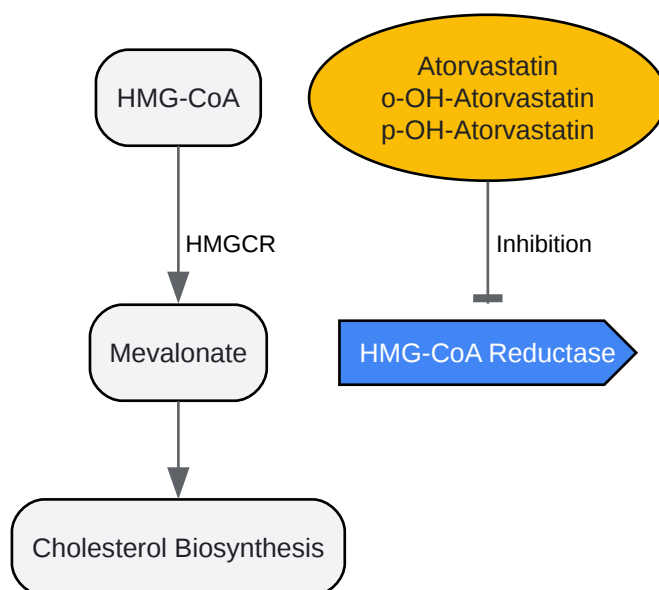 HMG-CoA
Atorvastatin
o-OH-Atorvastatin
p-OH-Atorvastatin
HMGCR
Inhibition
Mevalonate
HMG-CoA Reductase
Cholesterol Biosynthesis